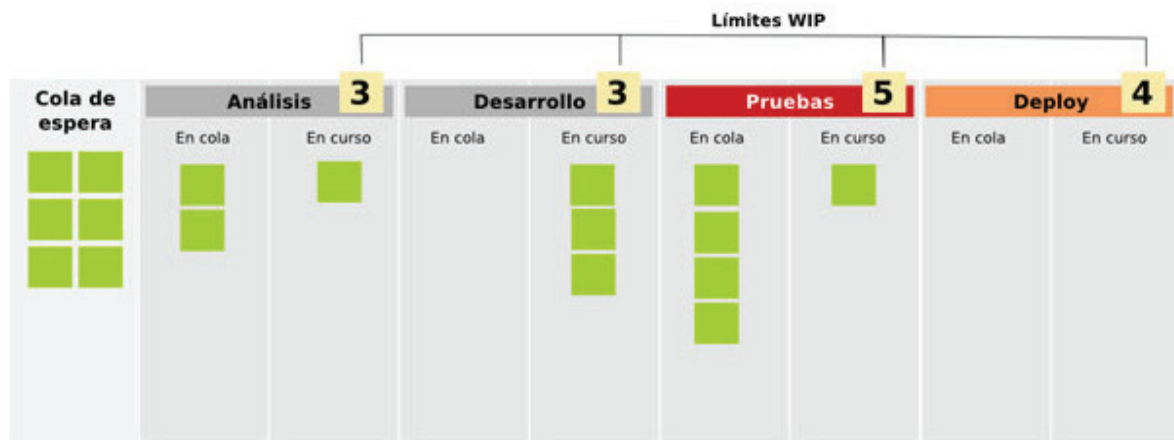 Límites WIP
Cola de
espera
Análisis 3
Desarrollo 3
Pruebas 5
Deploy 4
En cola
En curso
En cola
En curso
En cola
En curso
En cola
En curso